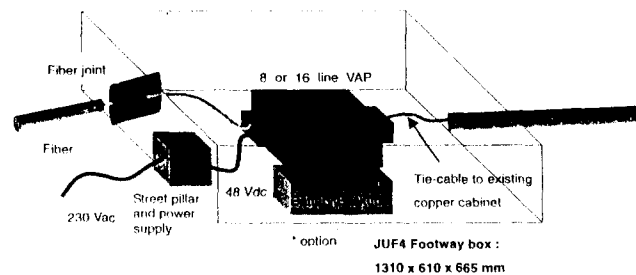 Fiber joint
8 or 16 line VAP
Fiber
230 Vac
Street pillar
and power
supply
48 Vdc
Tie-cable to existing
copper cabinet
* option
JUF4 Footway box :
1310 x 610 x 665 mm